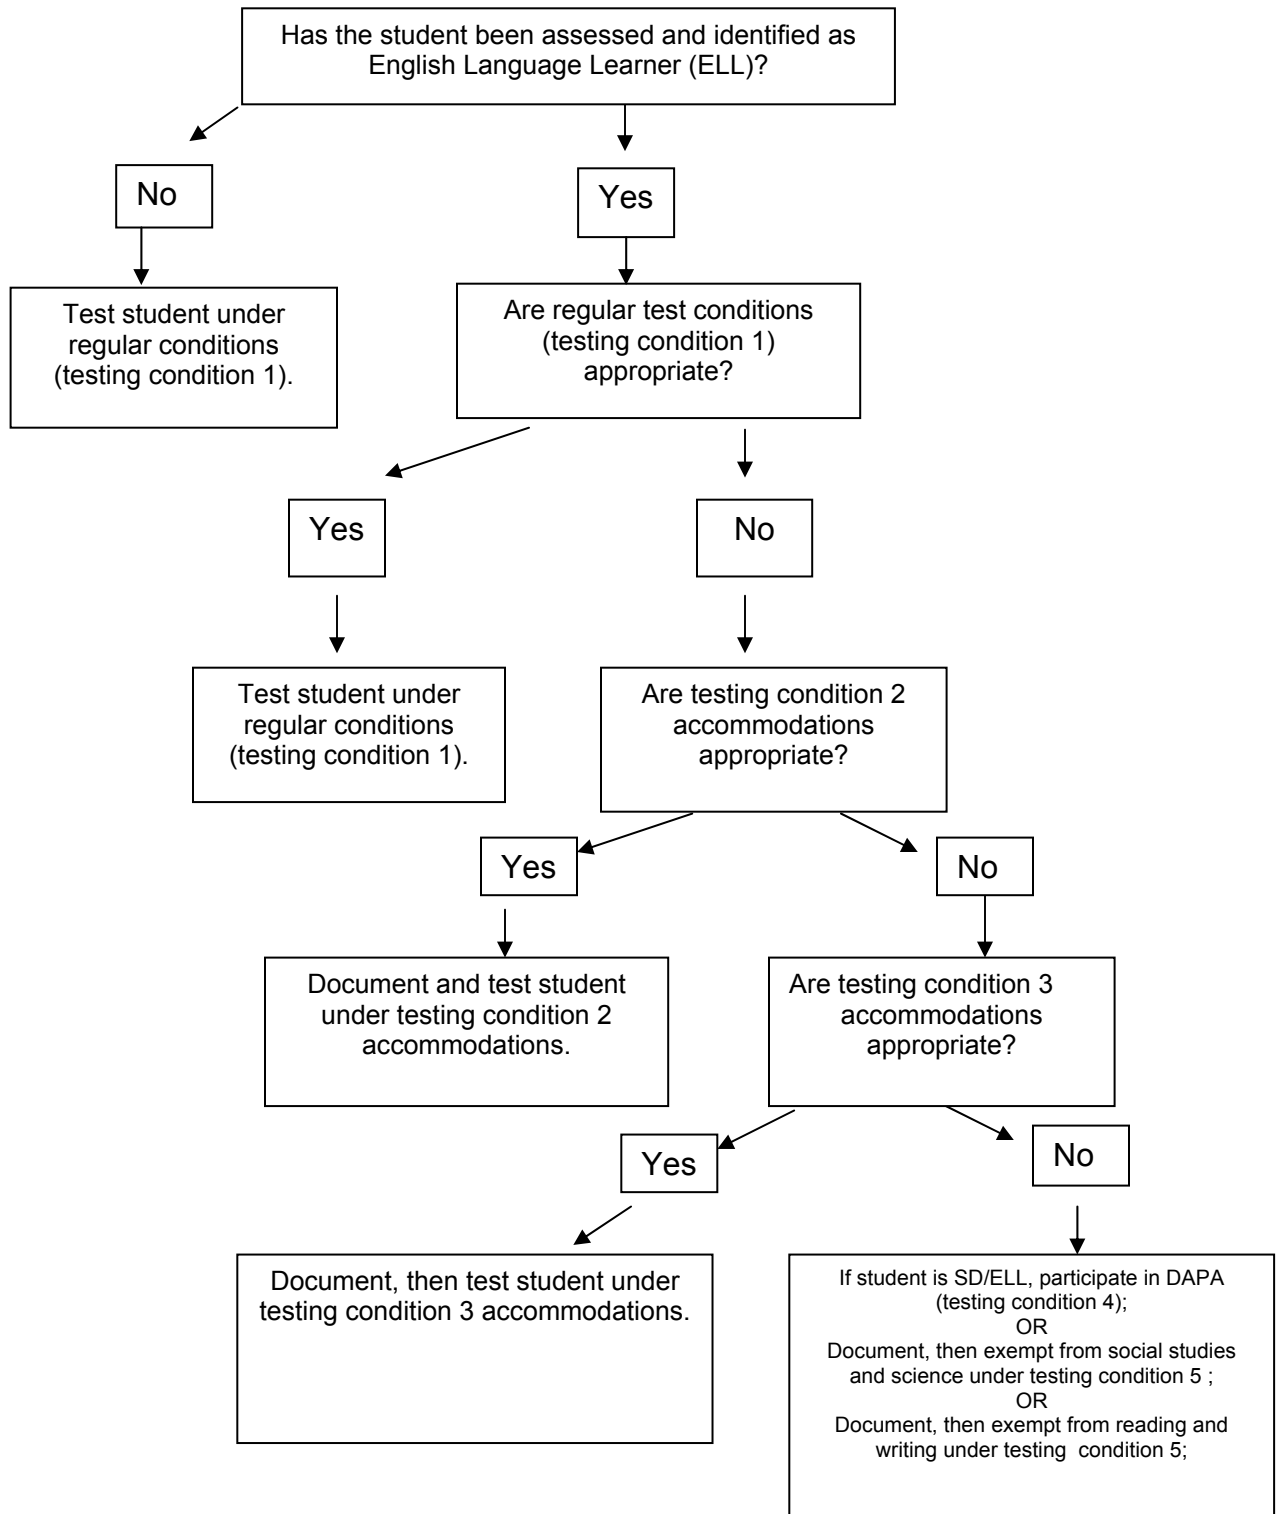 Has the student been assessed and identified as
English Language Learner (ELL)?
No
Yes
Test student under
regular conditions
(testing condition 1).
Are regular test conditions
(testing condition 1)
appropriate?
Yes
No
Test student under
regular conditions
(testing condition 1).
Are testing condition 2
accommodations
appropriate?
Yes
No
Document and test student
under testing condition 2
accommodations.
Are testing condition 3
accommodations
appropriate?
Yes
No
Document, then test student under
testing condition 3 accommodations.
If student is SD/ELL, participate in DAPA
(testing condition 4);
OR
Document, then exempt from social studies
and science under testing condition 5 ;
OR
Document, then exempt from reading and
writing under testing condition 5;